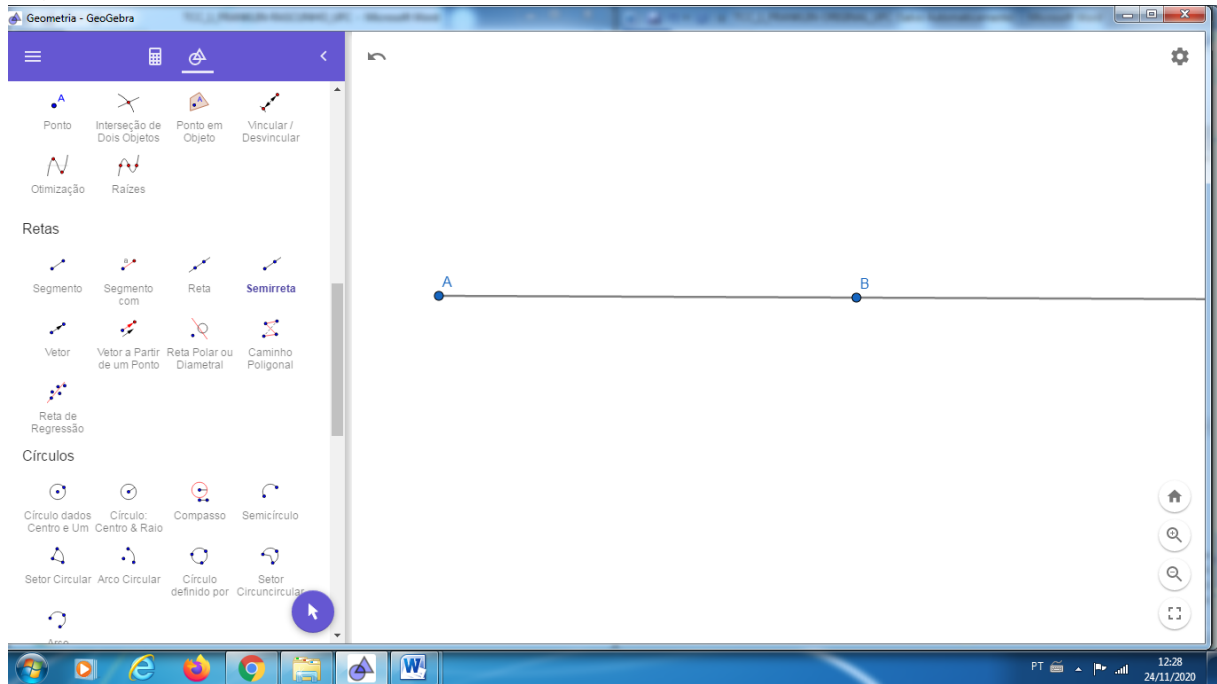 Geometria - GeoGebra
A
Ponto
Interseção de
Dois Objetos
A
Ponto em
Objeto
Vincular /
Desvincular
Otimização
Raízes
Retas
Segmento
a
Segmento
com
Reta
Semirreta
Vetor
Vetor a Partir
de um Ponto
Reta Polar ou
Diametral
Caminho
Poligonal
Reta de
Regressão
Círculos
Círculo dados
Centro e Um
Círculo:
Centro & Raio
Compasso
Semicírculo
Setor Circular
Arco Circular
Círculo
definido por
Setor
Circuncircular
Arco
A
B
W
PT
12:28
24/11/2020